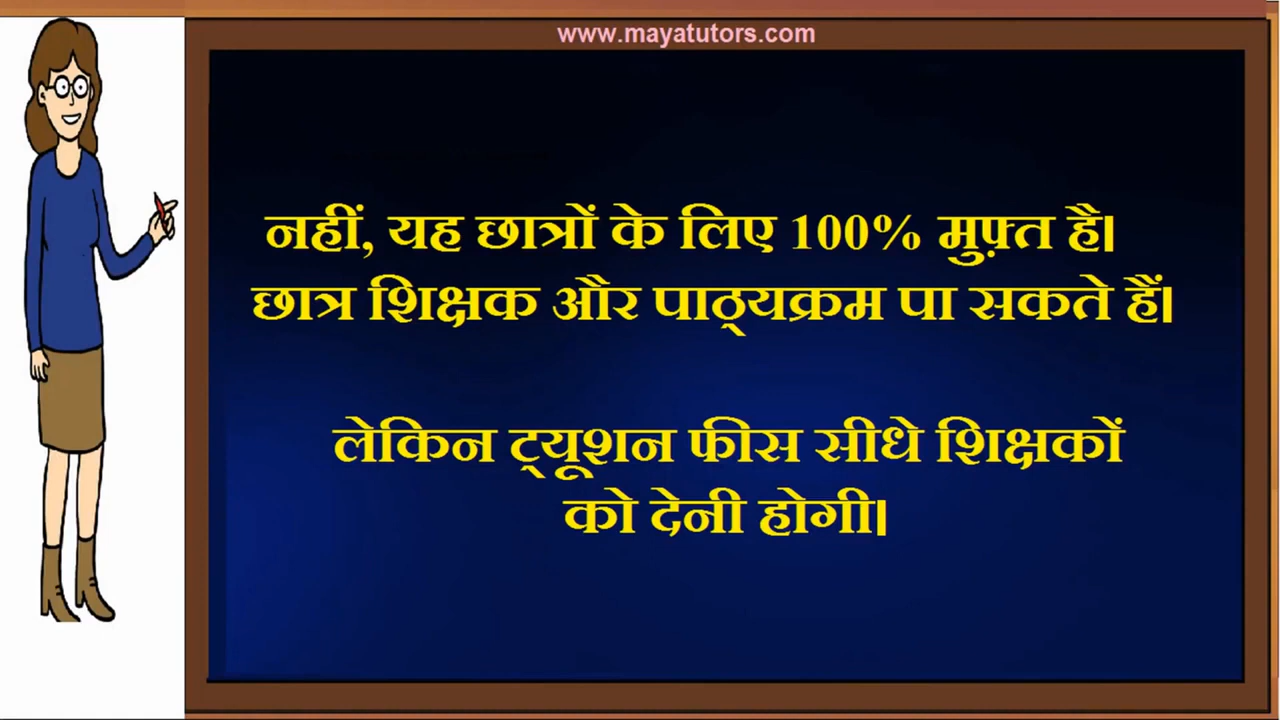 www.mayatutors.com
नहीं, यह छात्रों के लिए 100% मुफ़्त है।
छात्र शिक्षक और पाठ्यक्रम पा सकते हैं।
लेकिन ट्यूशन फीस सीधे शिक्षकों
को देनी होगी।